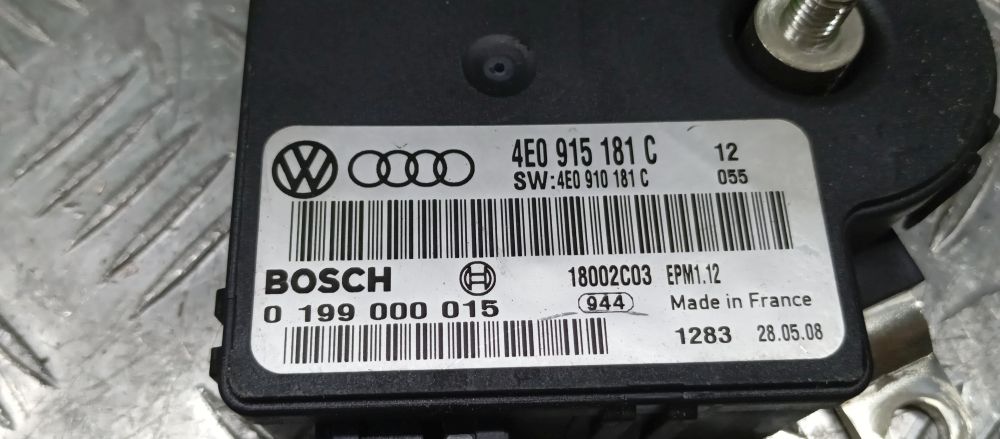 4E0 915 181 C 12
SW:4E0 910 181 C 055
BOSCH 18002C03 EPM1.12
0 199 000 015 944 Made in France
1283 28.05.08